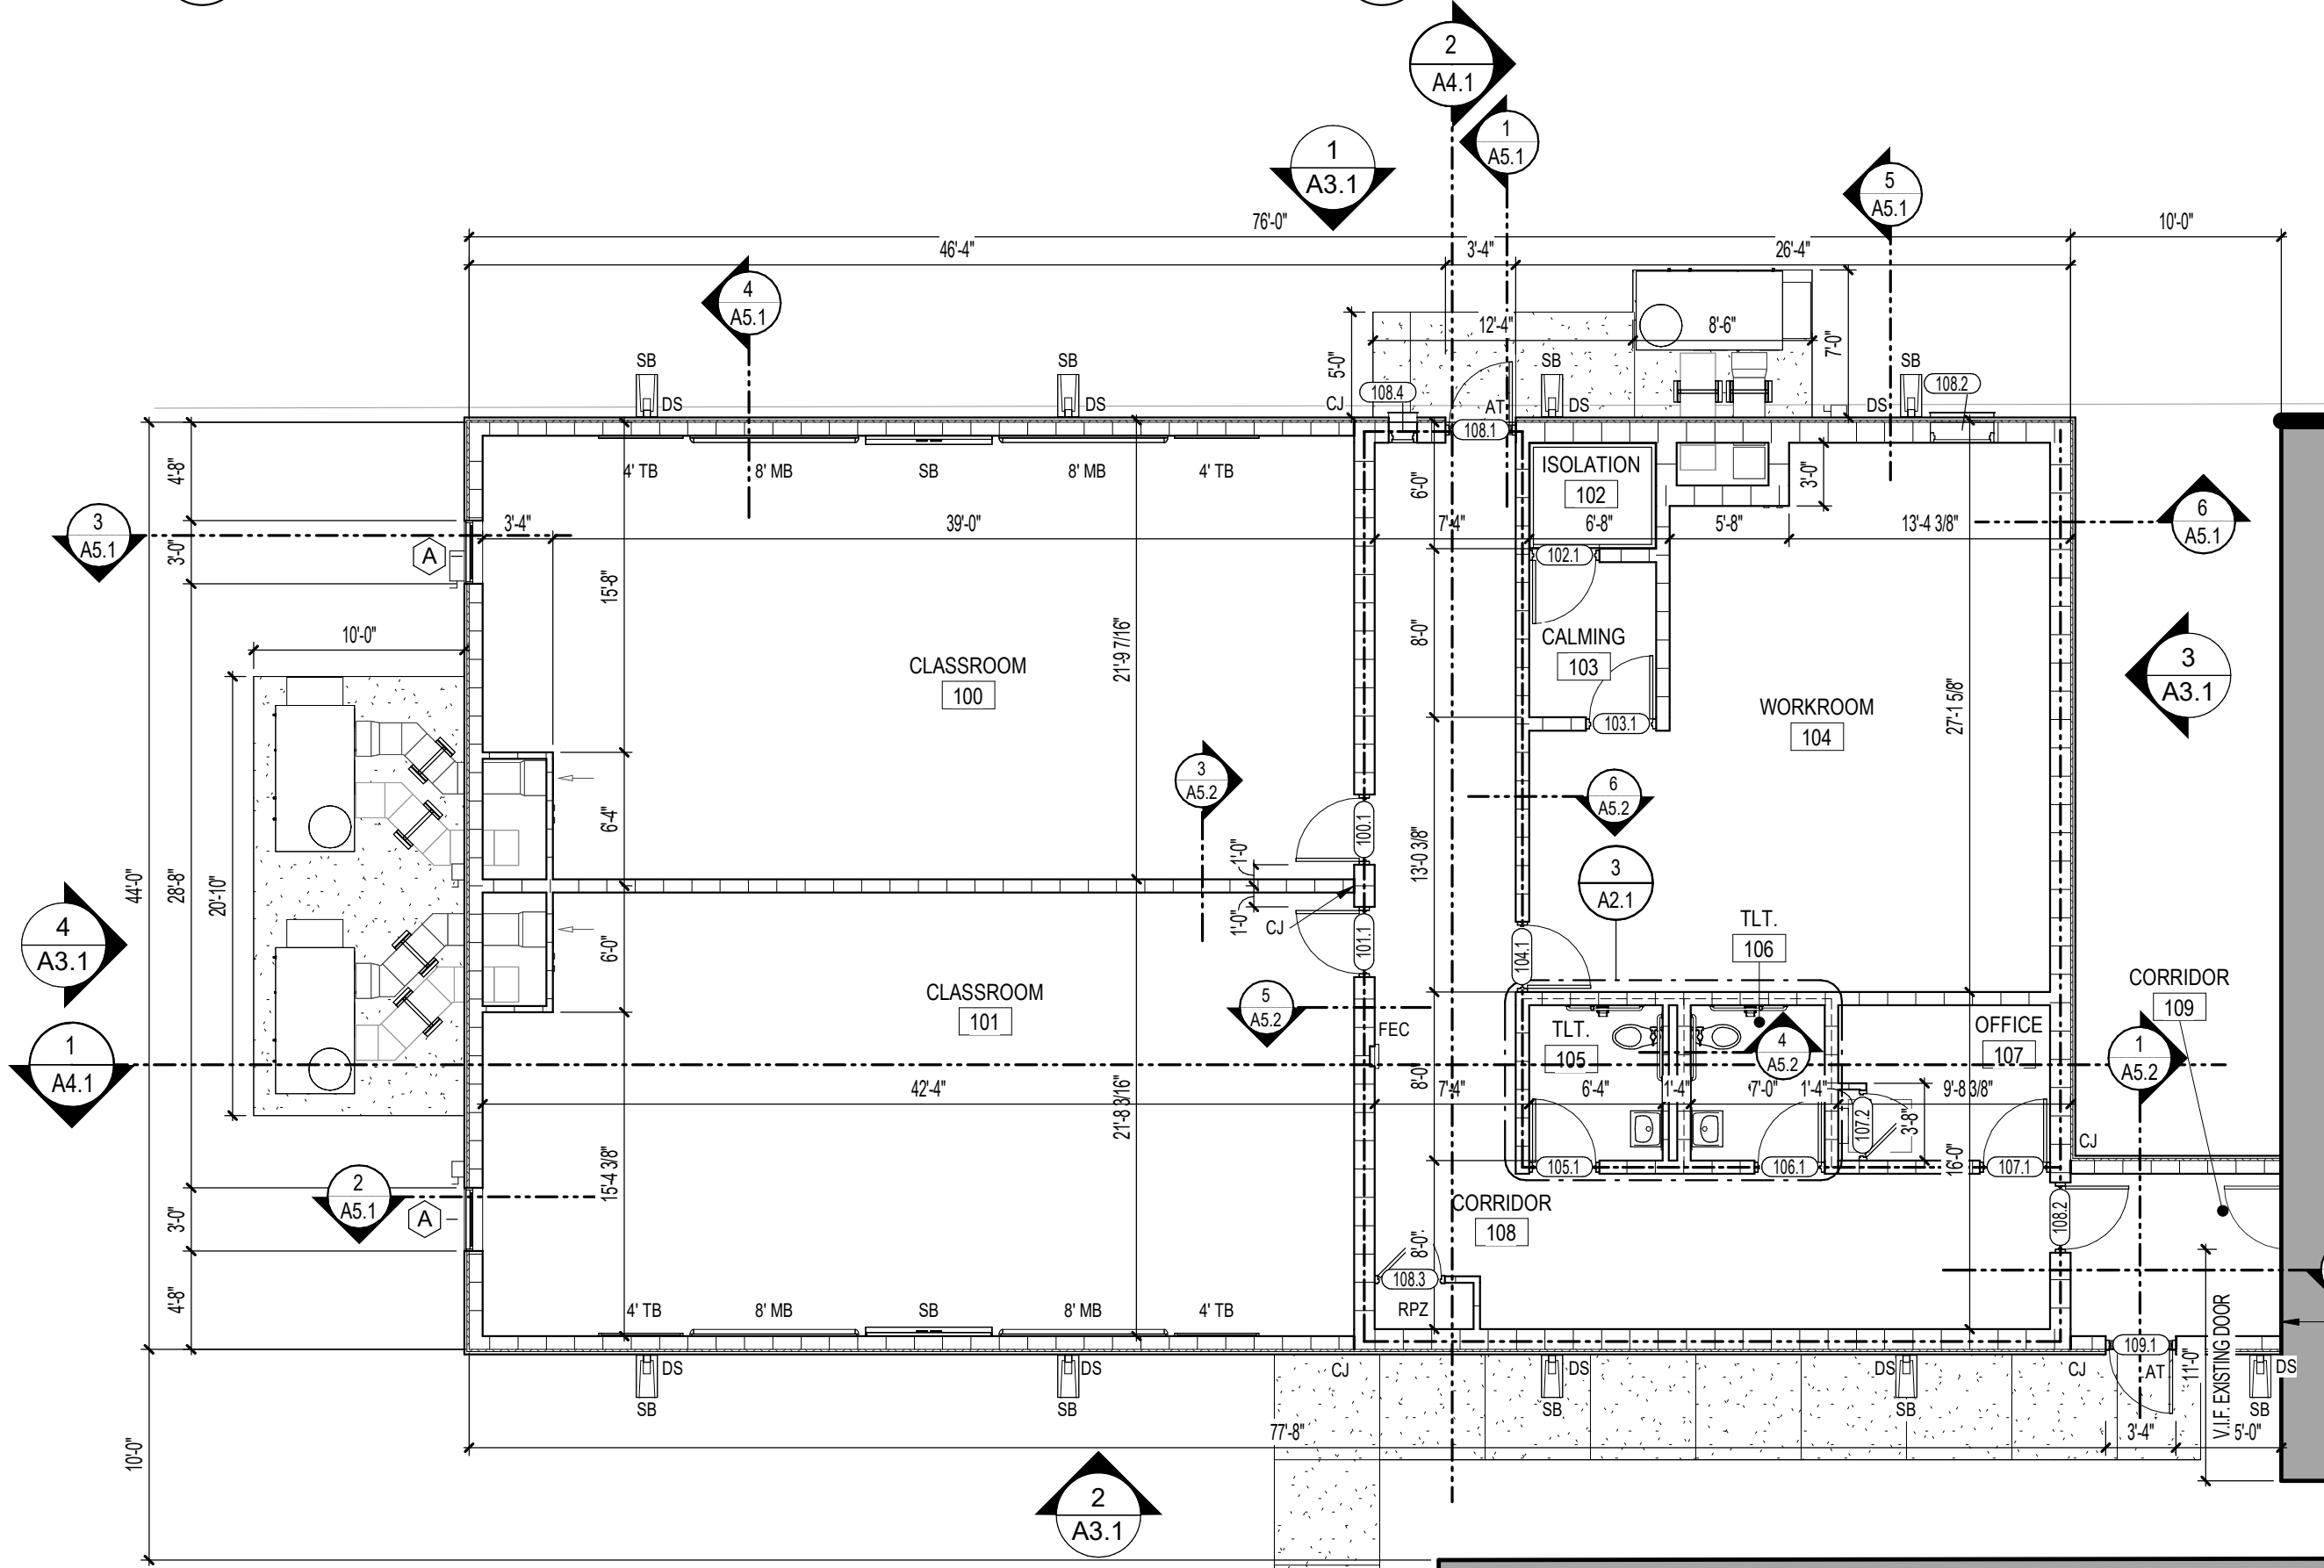 2
A4.1
1
A5.1
1
A3.1
5
A5.1
76'-0"
10'-0"
46'-4"
3'-4"
26'-4"
4
A5.1
12'-4"
8'-6"
7'-0"
5'-0"
SB
SB
SB
SB
DS
DS
CJ
108.4
AT
DS
DS
108.2
108.1
4' TB
8' MB
SB
8' MB
4' TB
ISOLATION
102
3'-0"
4'-8"
6'-0"
3
A5.1
3'-4"
39'-0"
7'-4"
6'-8"
5'-8"
13'-4 3/8"
6
A5.1
A
3'-0"
102.1
15'-8"
10'-0"
8'-0"
21'-9 7/16"
CALMING
103
CLASSROOM
100
3
A3.1
WORKROOM
104
27'-1 5/8"
103.1
3
A5.2
6
A5.2
6'-4"
100.1
1'-0"
13'-0 3/8"
3
A2.1
44'-0"
28'-8"
20'-10"
1'-0"
CJ
101.1
104.1
TLT.
106
4
A3.1
6'-0"
CLASSROOM
101
5
A5.2
CORRIDOR
109
FEC
TLT.
105
4
A5.2
OFFICE
107
1
A4.1
1
A5.2
8'-0"
42'-4"
7'-4"
6'-4"
1'-4"
7'-0"
1'-4"
9'-8 3/8"
21'-8 3/16"
107.2
3'-8"
CJ
15'-4 3/8"
105.1
106.1
16'-0"
107.1
2
A5.1
A
3'-0"
CORRIDOR
108
108.2
8'-0"
108.3
4'-8"
4' TB
8' MB
SB
8' MB
4' TB
RPZ
109.1
V.I.F. EXISTING DOOR
11'-0"
DS
DS
CJ
DS
DS
CJ
AT
DS
SB
SB
SB
SB
SB
10'-0"
77'-8"
3'-4"
5'-0"
2
A3.1